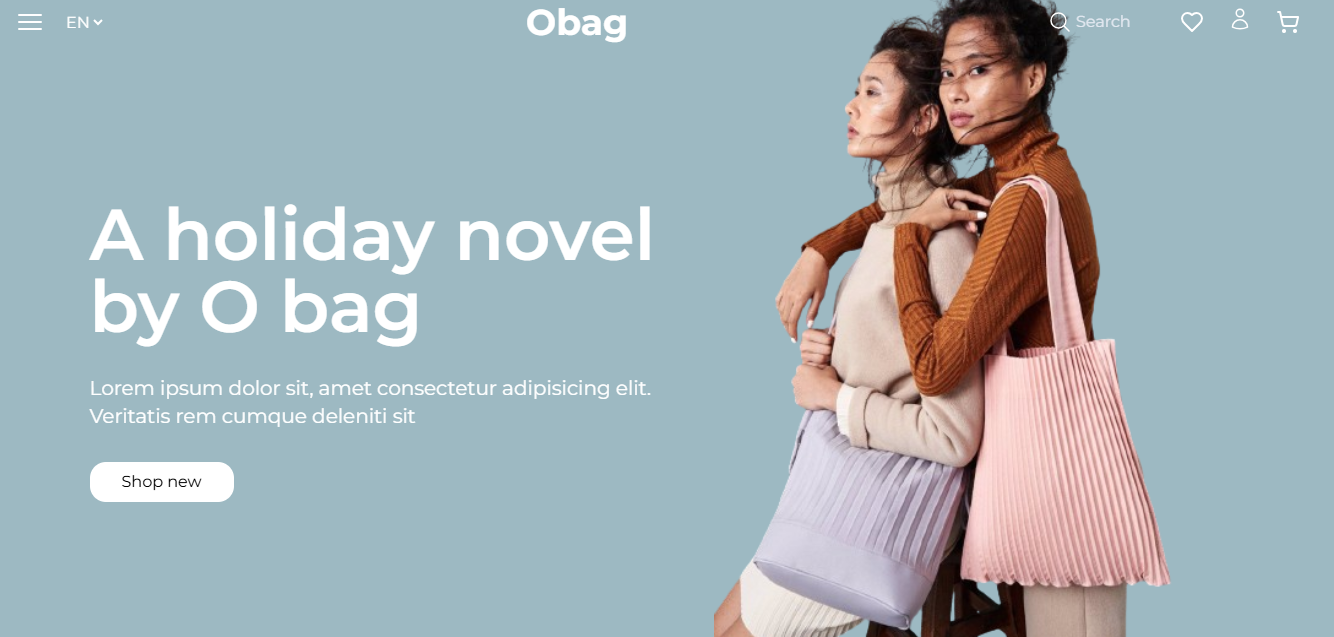 EN
Obag
Search
A holiday novel
by O bag
Lorem ipsum dolor sit, amet consectetur adipisicing elit.
Veritatis rem cumque deleniti sit
Shop new